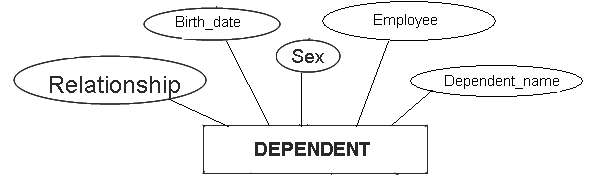 Birth_date
Employee
Sex
Relationship
Dependent_name
DEPENDENT